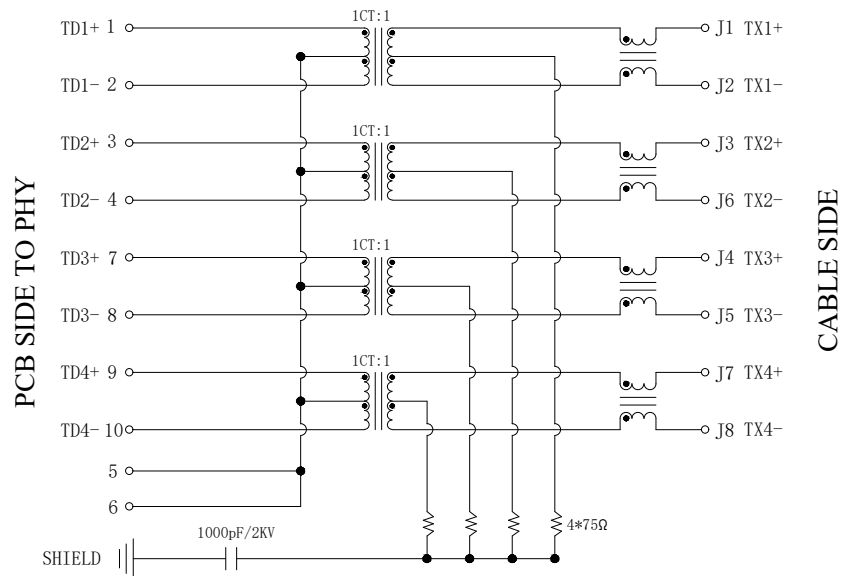 1CT:1
TD1+ 1
J1 TX1+
TD1- 2
J2 TX1-
1CT:1
TD2+ 3
J3 TX2+
TD2- 4
J6 TX2-
1CT:1
TD3+ 7
J4 TX3+
TD3- 8
J5 TX3-
1CT:1
TD4+ 9
J7 TX4+
TD4- 10
J8 TX4-
5
6
4*75Ω
1000pF/2KV
SHIELD
PCB SIDE TO PHY
CABLE SIDE